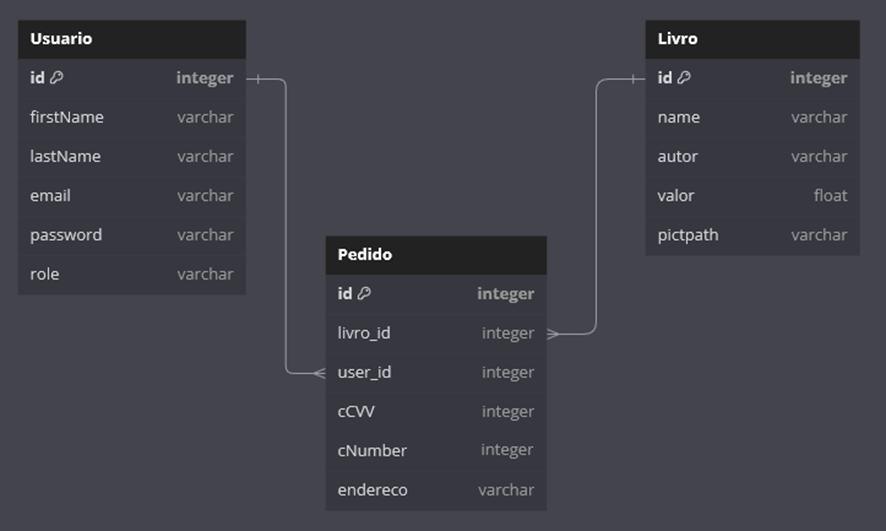 Usuario
id integer
firstName varchar
lastName varchar
email varchar
password varchar
role varchar
Livro
id integer
name varchar
autor varchar
valor float
pictpath varchar
Pedido
id integer
livro_id integer
user_id integer
cCVV integer
cNumber integer
endereco varchar